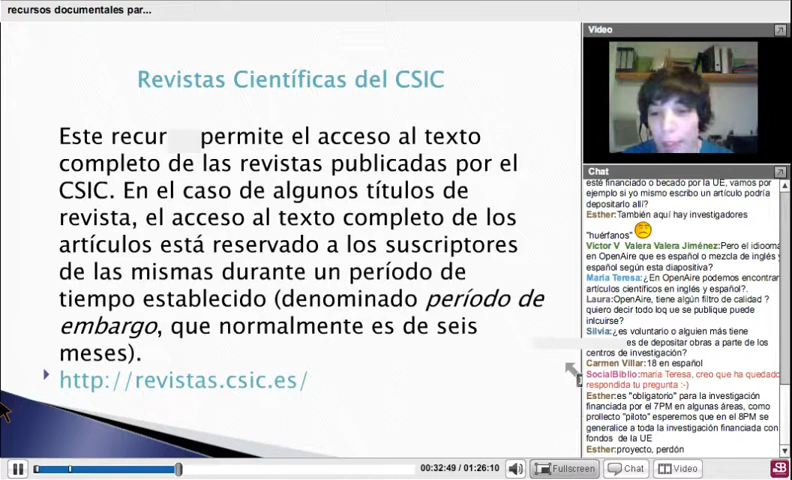 recursos documentales par...
Revistas Científicas del CSIC
Este recur permite el acceso al texto
completo de las revistas publicadas por el
CSIC. En el caso de algunos títulos de
revista, el acceso al texto completo de los
artículos está reservado a los suscriptores
de las mismas durante un período de
tiempo establecido (denominado período de
embargo, que normalmente es de seis
meses).
http://revistas.csic.es/
Video
Chat
esté financiado o becado por la UE, vamos por
ejemplo si yo mismo escribo un artículo podría
depositarlo allí?
Esther:También aquí hay investigadores
"huérfanos"
Victor V Valera Valera Jiménez:Pero el idioma
en OpenAire que es español o mezcla de inglés y
español según esta diapositiva?
María Teresa:¿En OpenAire podemos encontrar
artículos científicos en inglés y español?.
Laura:OpenAire, tiene algún filtro de calidad ?
quiero decir todo loq ue se publique puede
inlcuirse?
Silvia:¿es voluntario o alguien más tiene
es de depositar obras a parte de los
centros de investigación?
Carmen Villar:18 en español
SocialBiblio:maria Teresa, creo que ha quedado
respondida tu pregunta :-)
Esther:es "obligatorio" para la investigación
financiada por el 7PM en algunas áreas, como
prollecto "piloto" esperemos que en el 8PM se
generalice a toda la investigación financiada con
fondos de la UE
Esther:proyecto, perdón
00:32:49 / 01:26:10
Fullscreen
Chat
Video
SB